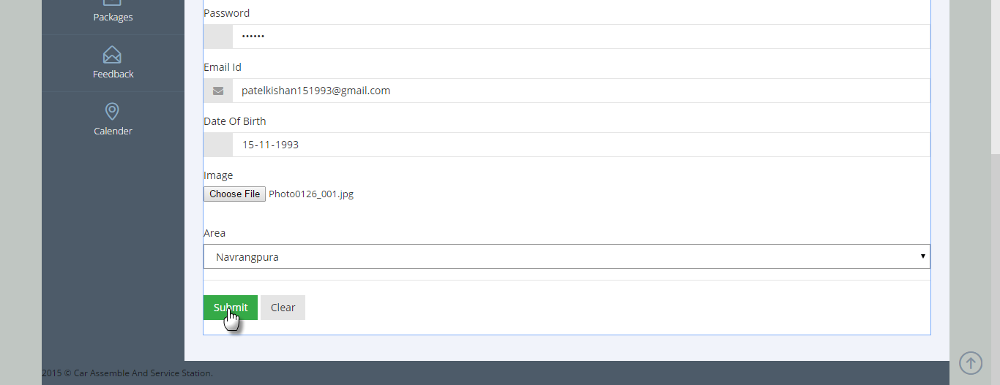 Packages
Feedback
Calender
Password
••••••
Email Id
patelkishan151993@gmail.com
Date Of Birth
15-11-1993
Image
Choose File Photo0126_001.jpg
Area
Navrangpura
Submit Clear
2015 © Car Assemble And Service Station.